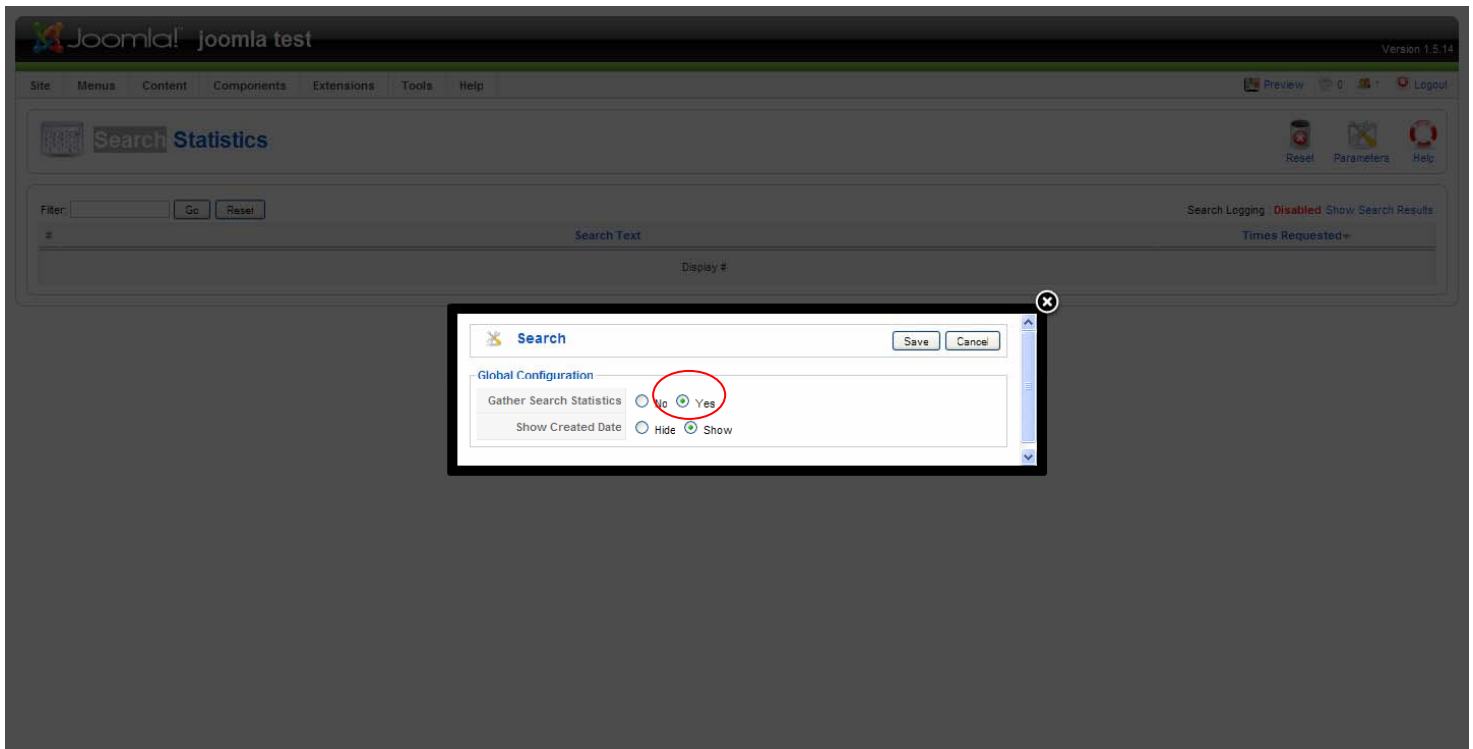 Joomla! joomla test
Version 1.5.14
Site Menus Content Components Extensions Tools Help Preview 0 1 Logout
Search Statistics
Reset Parameters Help
Filter: Go Reset Search Logging : Disabled Show Search Results
# Search Text Times Requested
Display #
Search Save Cancel
Global Configuration
Gather Search Statistics No Yes
Show Created Date Hide Show